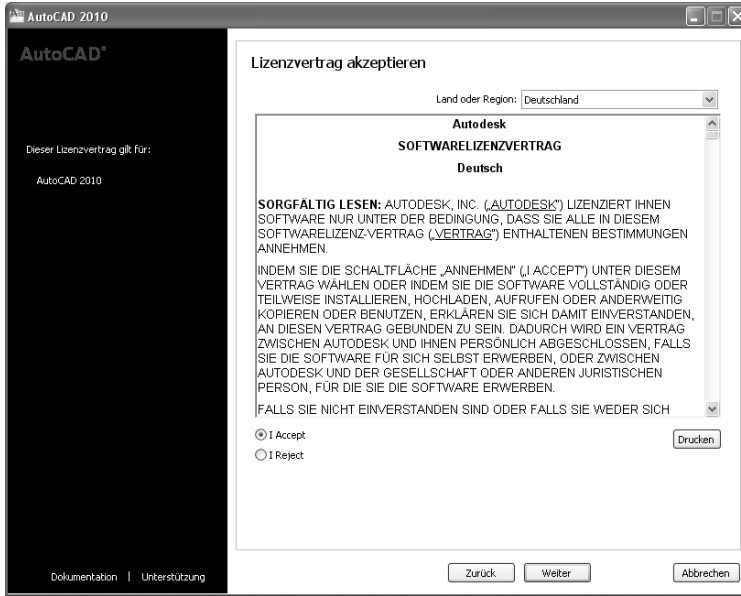 AutoCAD 2010
AutoCAD®
Lizenzvertrag akzeptieren
Land oder Region: Deutschland
Dieser Lizenzvertrag gilt für:
AutoCAD 2010
Autodesk
SOFTWARELIZENZVERTRAG
Deutsch
SORGFÄLTIG LESEN: AUTODESK, INC. („AUTODESK") LIZENZIERT IHNEN
SOFTWARE NUR UNTER DER BEDINGUNG, DASS SIE ALLE IN DIESEM
SOFTWARELIZENZ-VERTRAG („VERTRAG") ENTHALTENEN BESTIMMUNGEN
ANNEHMEN.
INDEM SIE DIE SCHALTFLÄCHE „ANNEHMEN" („I ACCEPT") UNTER DIESEM
VERTRAG WÄHLEN ODER INDEM SIE DIE SOFTWARE VOLLSTÄNDIG ODER
TEILWEISE INSTALLIEREN, HOCHLADEN, AUFRUFEN ODER ANDERWEITIG
KOPIEREN ODER BENUTZEN, ERKLÄREN SIE SICH DAMIT EINVERSTANDEN,
AN DIESEN VERTRAG GEBUNDEN ZU SEIN. DADURCH WIRD EIN VERTRAG
ZWISCHEN AUTODESK UND IHNEN PERSÖNLICH ABGESCHLOSSEN, FALLS
SIE DIE SOFTWARE FÜR SICH SELBST ERWERBEN, ODER ZWISCHEN
AUTODESK UND DER GESELLSCHAFT ODER ANDEREN JURISTISCHEN
PERSON, FÜR DIE SIE DIE SOFTWARE ERWERBEN.
FALLS SIE NICHT EINVERSTANDEN SIND ODER FALLS SIE WEDER SICH
I Accept
I Reject
Drucken
Dokumentation | Unterstützung
Zurück
Weiter
Abbrechen